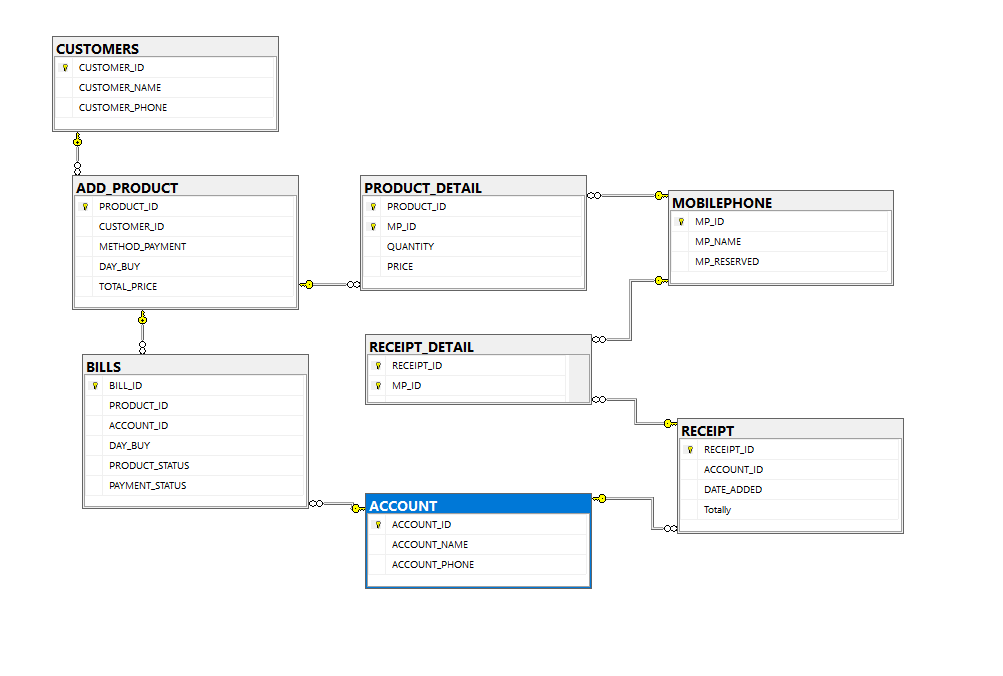 CUSTOMERS
CUSTOMER_ID
CUSTOMER_NAME
CUSTOMER_PHONE
ADD_PRODUCT
PRODUCT_ID
CUSTOMER_ID
METHOD_PAYMENT
DAY_BUY
TOTAL_PRICE
PRODUCT_DETAIL
PRODUCT_ID
MP_ID
QUANTITY
PRICE
MOBILEPHONE
MP_ID
MP_NAME
MP_RESERVED
RECEIPT_DETAIL
RECEIPT_ID
MP_ID
BILLS
BILL_ID
PRODUCT_ID
ACCOUNT_ID
DAY_BUY
PRODUCT_STATUS
PAYMENT_STATUS
RECEIPT
RECEIPT_ID
ACCOUNT_ID
DATE_ADDED
Totally
ACCOUNT
ACCOUNT_ID
ACCOUNT_NAME
ACCOUNT_PHONE